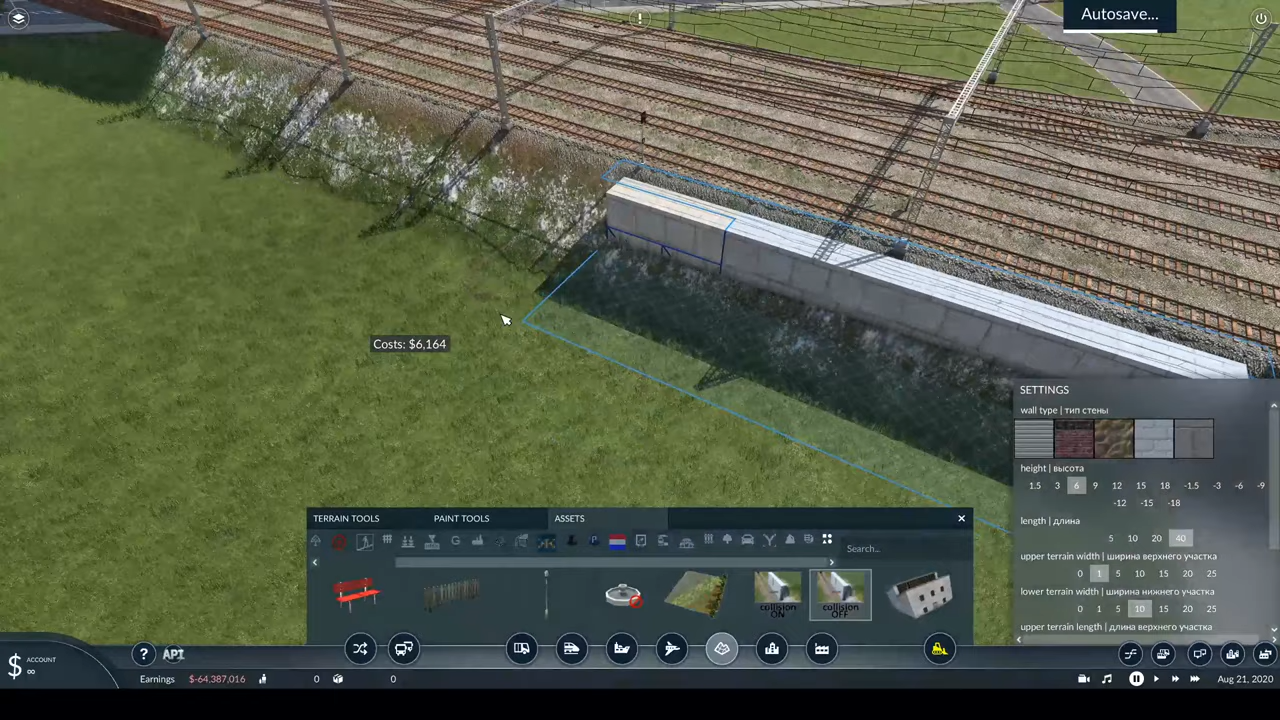 Autosave...
!
Costs: $6,164
SETTINGS
wall type | тип стены
height | высота
1.5 3 6 9 12 15 18 -1.5 -3 -6 -9
-12 -15 -18
length | длина
5 10 20 40
upper terrain width | ширина верхнего участка
0 1 5 10 15 20 25
lower terrain width | ширина нижнего участка
0 1 5 10 15 20 25
upper terrain length | длина верхнего участка
TERRAIN TOOLS PAINT TOOLS ASSETS
G P
Search...
collision ON
collision OFF
$ ACCOUNT
∞
? API
Earnings $-64,387,016 0 0
Aug 21, 2020